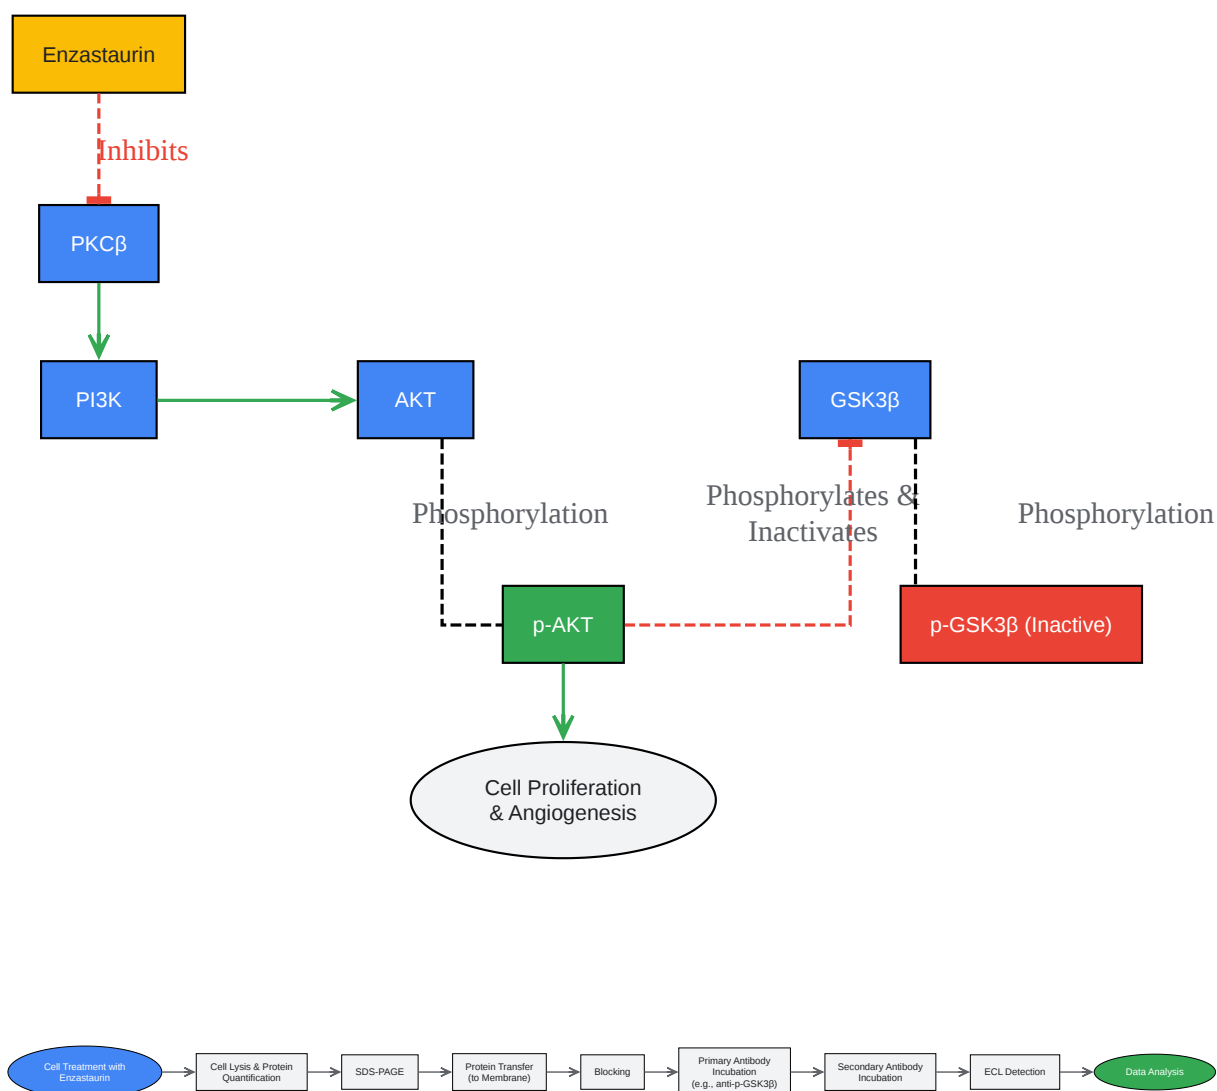 Enzastaurin
Inhibits
PKCβ
PI3K
AKT
GSK3β
Phosphorylation
Phosphorylates &
Inactivates
Phosphorylation
p-AKT
p-GSK3β (Inactive)
Cell Proliferation
& Angiogenesis
Cell Treatment with
Enzastaurin
Cell Lysis & Protein
Quantification
SDS-PAGE
Protein Transfer
(to Membrane)
Blocking
Primary Antibody
Incubation
(e.g., anti-p-GSK3β)
Secondary Antibody
Incubation
ECL Detection
Data Analysis